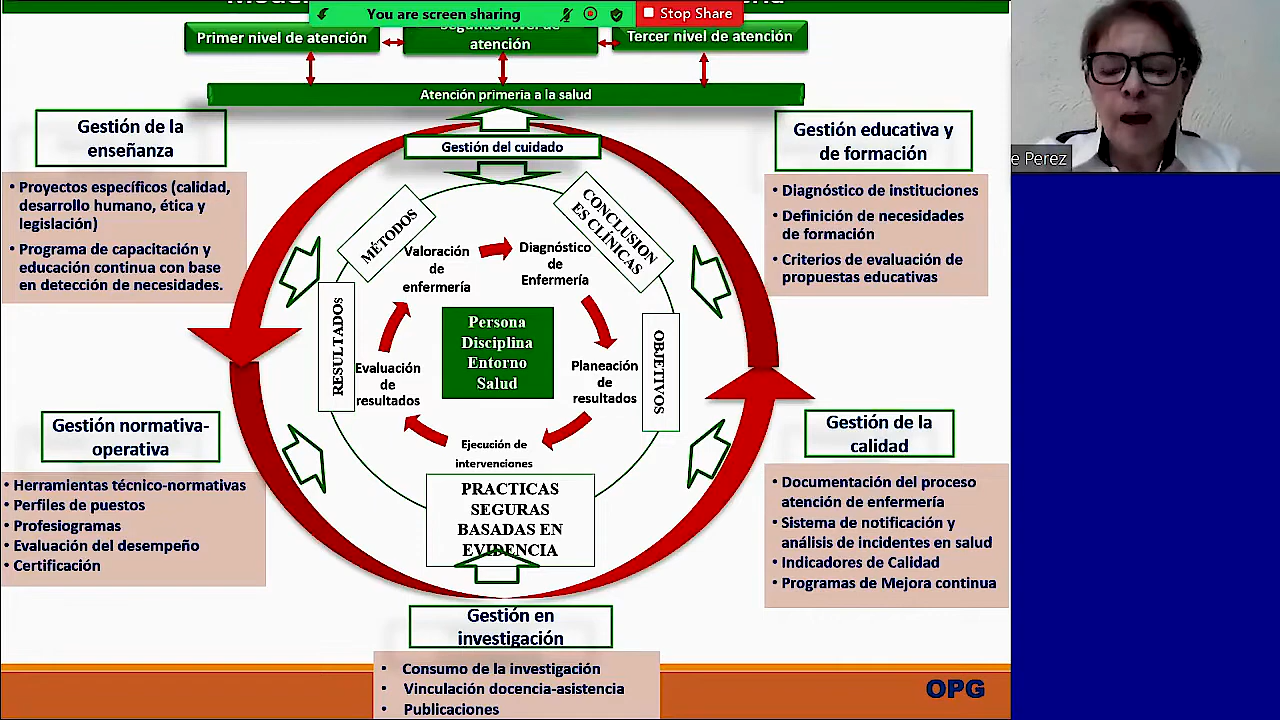 You are screen sharing
Stop Share
Primer nivel de atención
Segundo nivel de
atención
Tercer nivel de atención
Atención primeria a la salud
Gestión del cuidado
Gestión de la
enseñanza
• Proyectos específicos (calidad,
desarrollo humano, ética y
legislación)
• Programa de capacitación y
educación continua con base
en detección de necesidades.
Gestión educativa y
de formación
• Diagnóstico de instituciones
• Definición de necesidades
de formación
• Criterios de evaluación de
propuestas educativas
e Perez
MÉTODOS
CONCLUSION
ES CLÍNICAS
Valoración
de
enfermería
Diagnóstico
de
Enfermería
RESULTADOs
Persona
Disciplina
Entorno
Salud
OBJETIVOS
Evaluación
de
resultados
Planeación
de
resultados
Ejecución de
intervenciones
PRACTICAS
SEGURAS
BASADAS EN
EVIDENCIA
Gestión normativa-
operativa
• Herramientas técnico-normativas
• Perfiles de puestos
• Profesiogramas
• Evaluación del desempeño
• Certificación
Gestión de la
calidad
• Documentación del proceso
atención de enfermería
• Sistema de notificación y
análisis de incidentes en salud
• Indicadores de Calidad
• Programas de Mejora continua
Gestión en
investigación
• Consumo de la investigación
• Vinculación docencia-asistencia
• Publicaciones
OPG